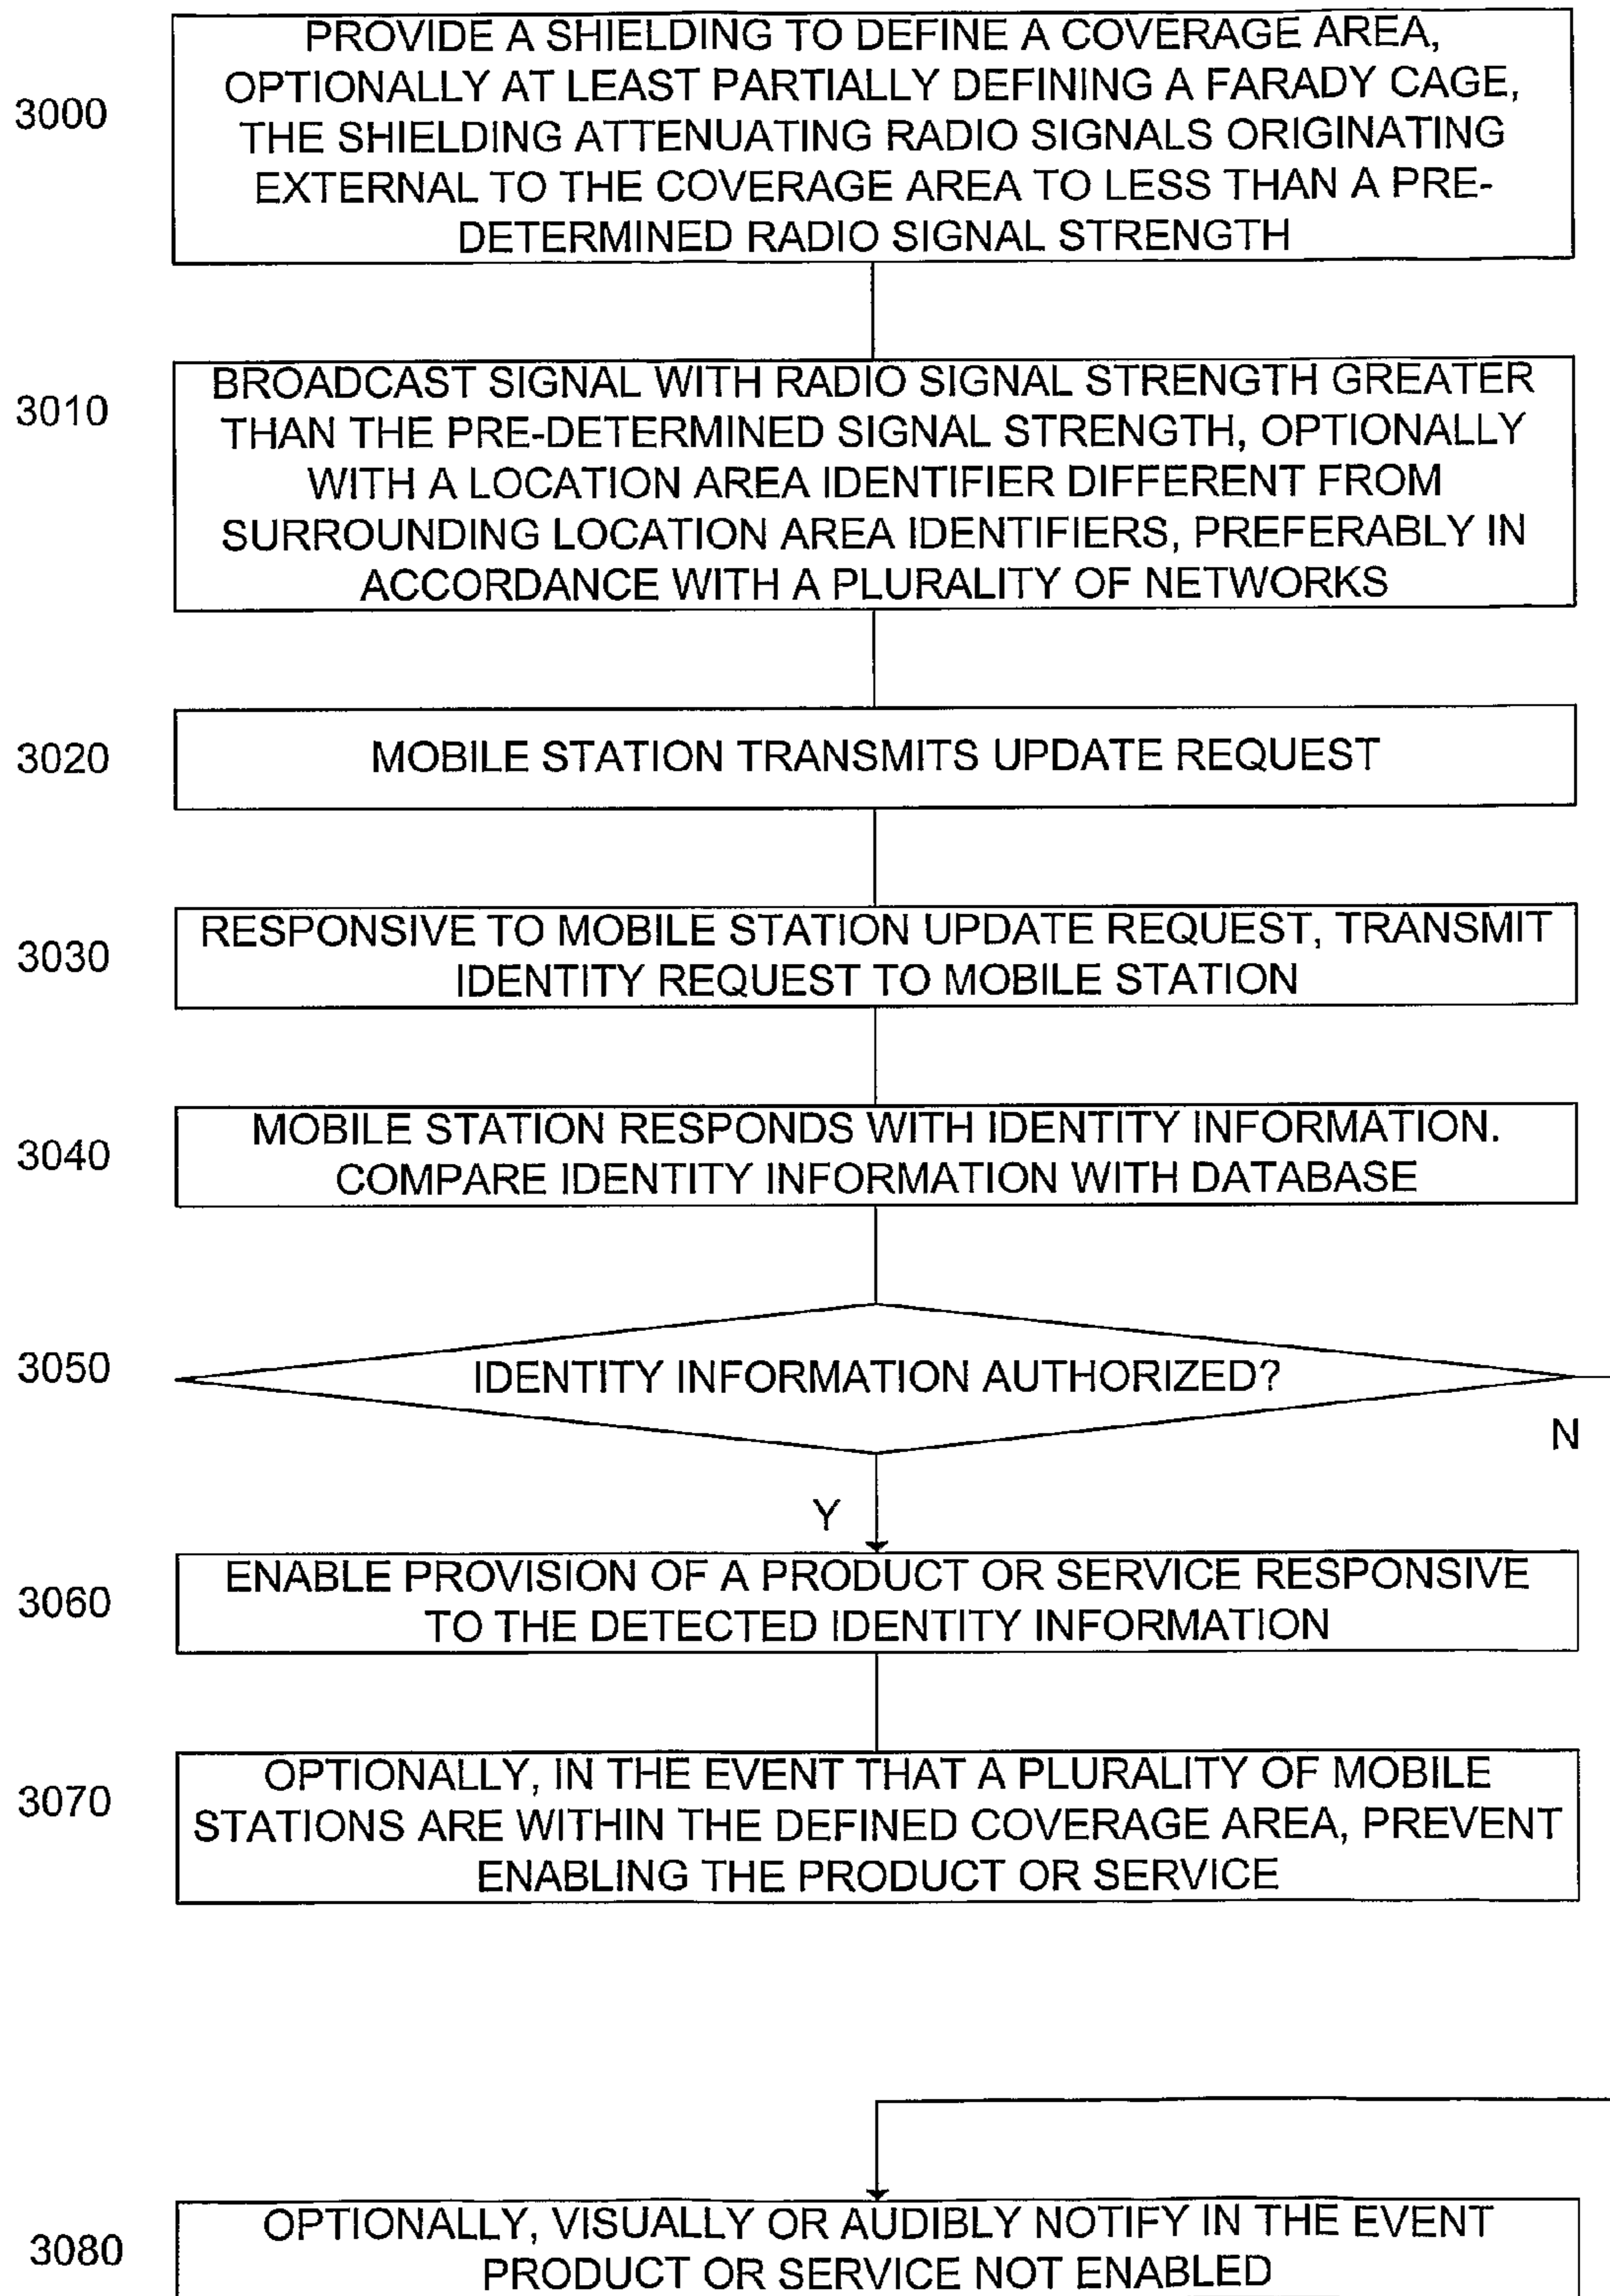 3000
PROVIDE A SHIELDING TO DEFINE A COVERAGE AREA,
OPTIONALLY AT LEAST PARTIALLY DEFINING A FARADY CAGE,
THE SHIELDING ATTENUATING RADIO SIGNALS ORIGINATING
EXTERNAL TO THE COVERAGE AREA TO LESS THAN A PRE-
DETERMINED RADIO SIGNAL STRENGTH
3010
BROADCAST SIGNAL WITH RADIO SIGNAL STRENGTH GREATER
THAN THE PRE-DETERMINED SIGNAL STRENGTH, OPTIONALLY
WITH A LOCATION AREA IDENTIFIER DIFFERENT FROM
SURROUNDING LOCATION AREA IDENTIFIERS, PREFERABLY IN
ACCORDANCE WITH A PLURALITY OF NETWORKS
3020
MOBILE STATION TRANSMITS UPDATE REQUEST
3030
RESPONSIVE TO MOBILE STATION UPDATE REQUEST, TRANSMIT
IDENTITY REQUEST TO MOBILE STATION
3040
MOBILE STATION RESPONDS WITH IDENTITY INFORMATION.
COMPARE IDENTITY INFORMATION WITH DATABASE
3050
IDENTITY INFORMATION AUTHORIZED?
N
Y
3060
ENABLE PROVISION OF A PRODUCT OR SERVICE RESPONSIVE
TO THE DETECTED IDENTITY INFORMATION
3070
OPTIONALLY, IN THE EVENT THAT A PLURALITY OF MOBILE
STATIONS ARE WITHIN THE DEFINED COVERAGE AREA, PREVENT
ENABLING THE PRODUCT OR SERVICE
3080
OPTIONALLY, VISUALLY OR AUDIBLY NOTIFY IN THE EVENT
PRODUCT OR SERVICE NOT ENABLED